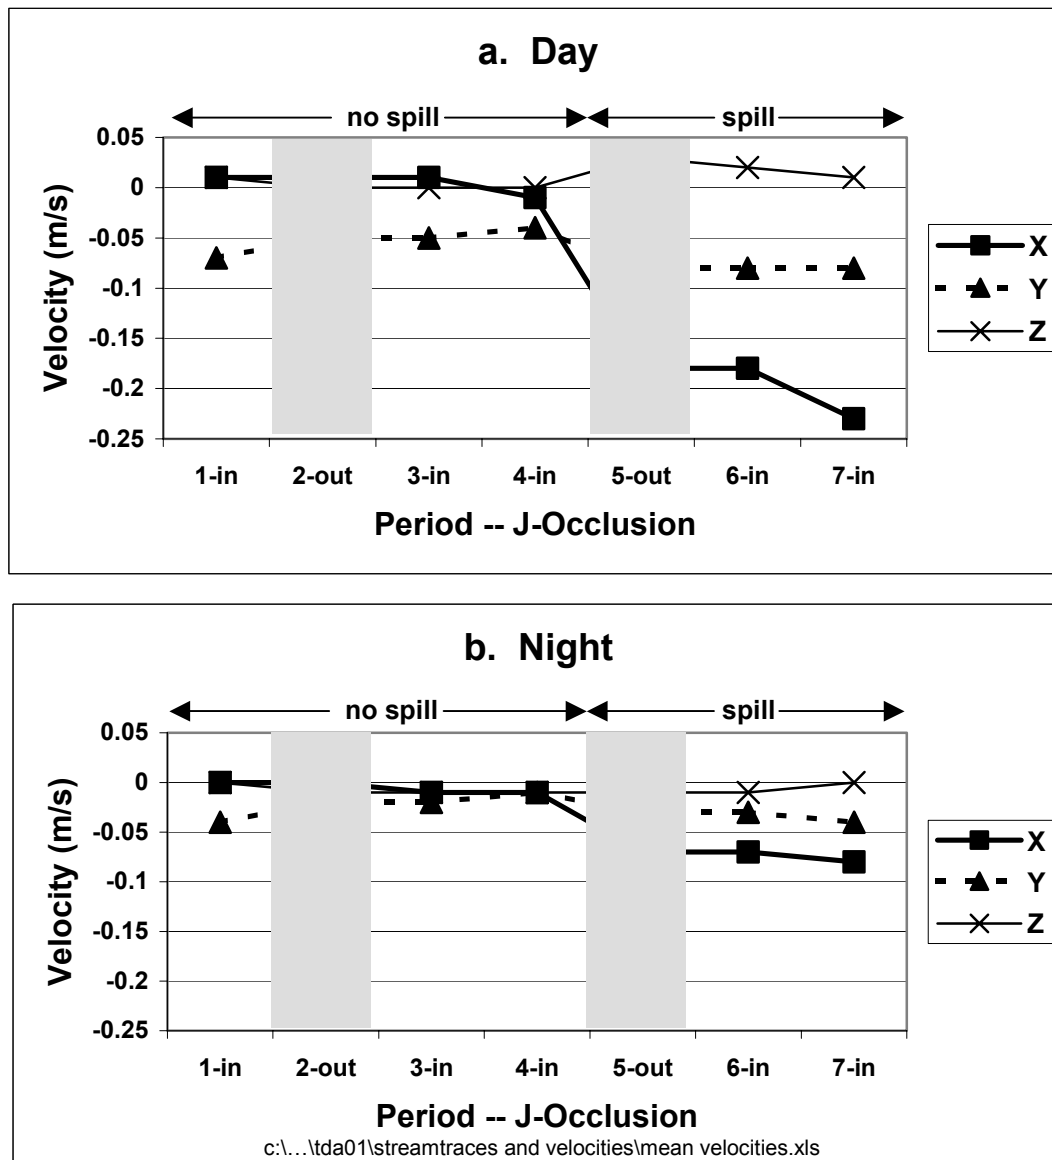 a. Day
no spill spill
0.05
0
-0.05
-0.1
-0.15
-0.2
-0.25
Velocity (m/s)
1-in 2-out 3-in 4-in 5-out 6-in 7-in
Period -- J-Occlusion
X
Y
Z
b. Night
no spill spill
0.05
0
-0.05
-0.1
-0.15
-0.2
-0.25
Velocity (m/s)
1-in 2-out 3-in 4-in 5-out 6-in 7-in
Period -- J-Occlusion
c:\...\tda01\streamtraces and velocities\mean velocities.xls
X
Y
Z